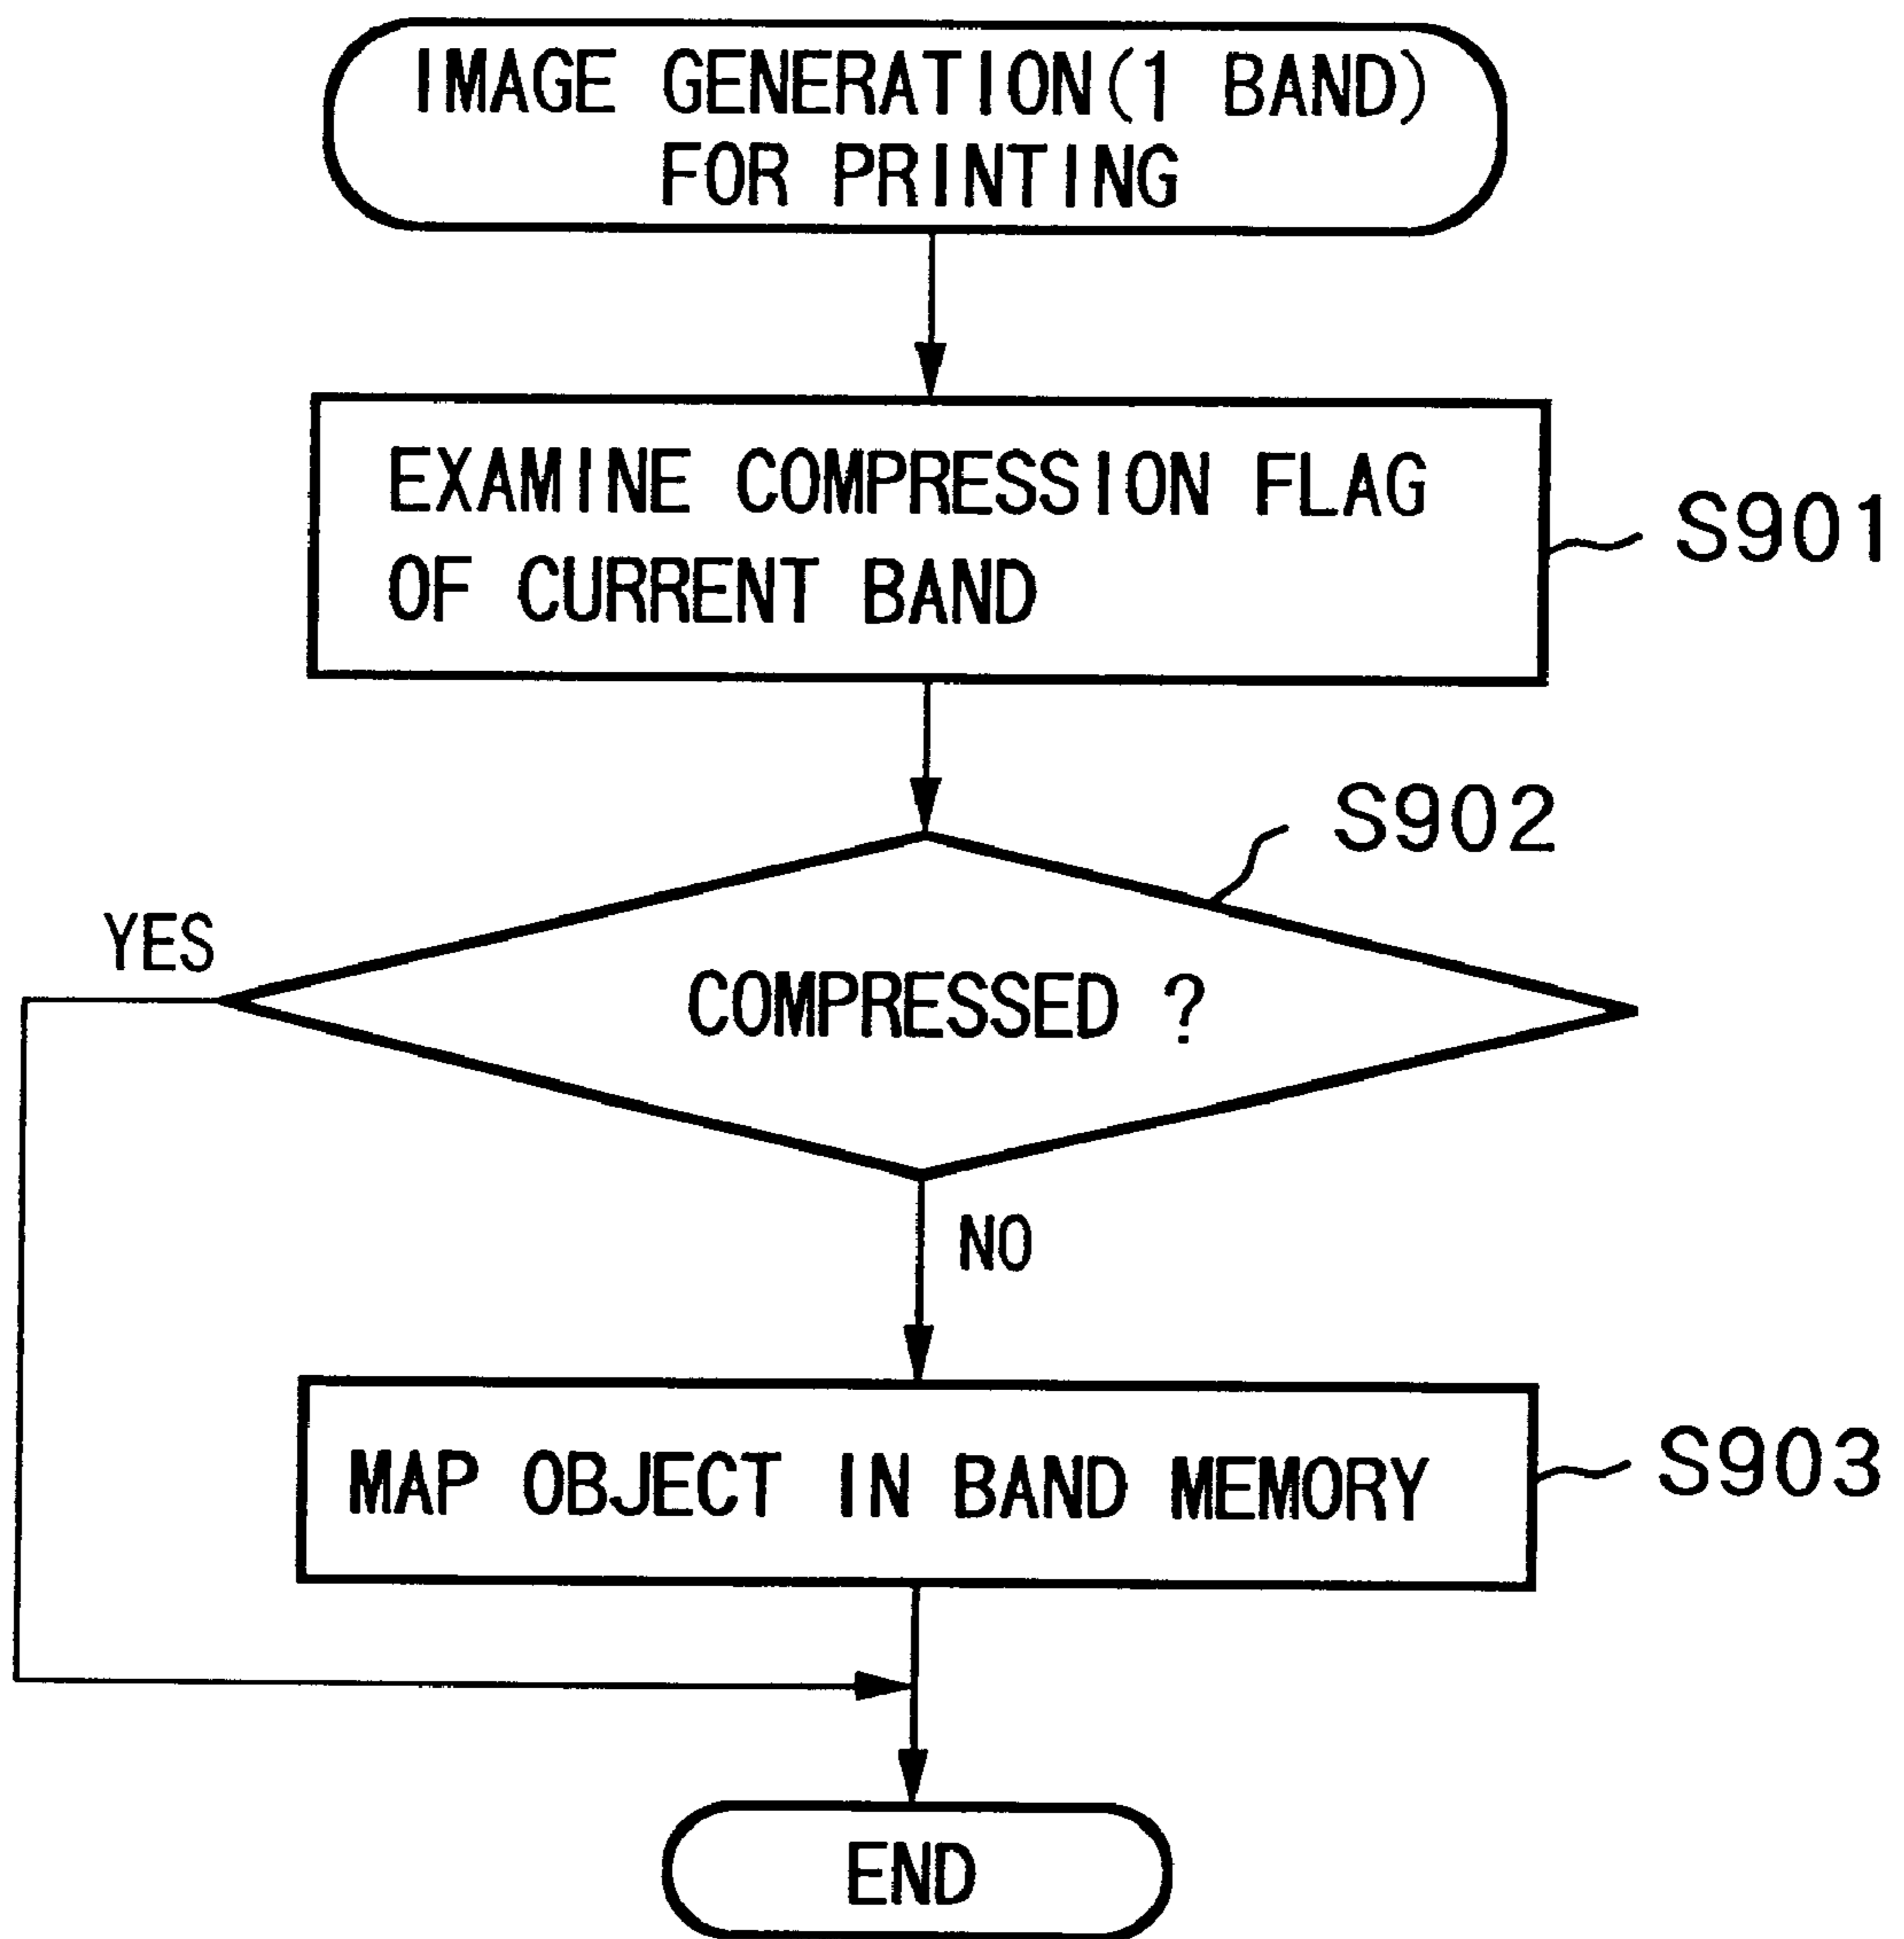 IMAGE GENERATION(1 BAND)
FOR PRINTING
EXAMINE COMPRESSION FLAG
OF CURRENT BAND
S901
S902
YES
COMPRESSED ?
NO
MAP OBJECT IN BAND MEMORY
S903
END